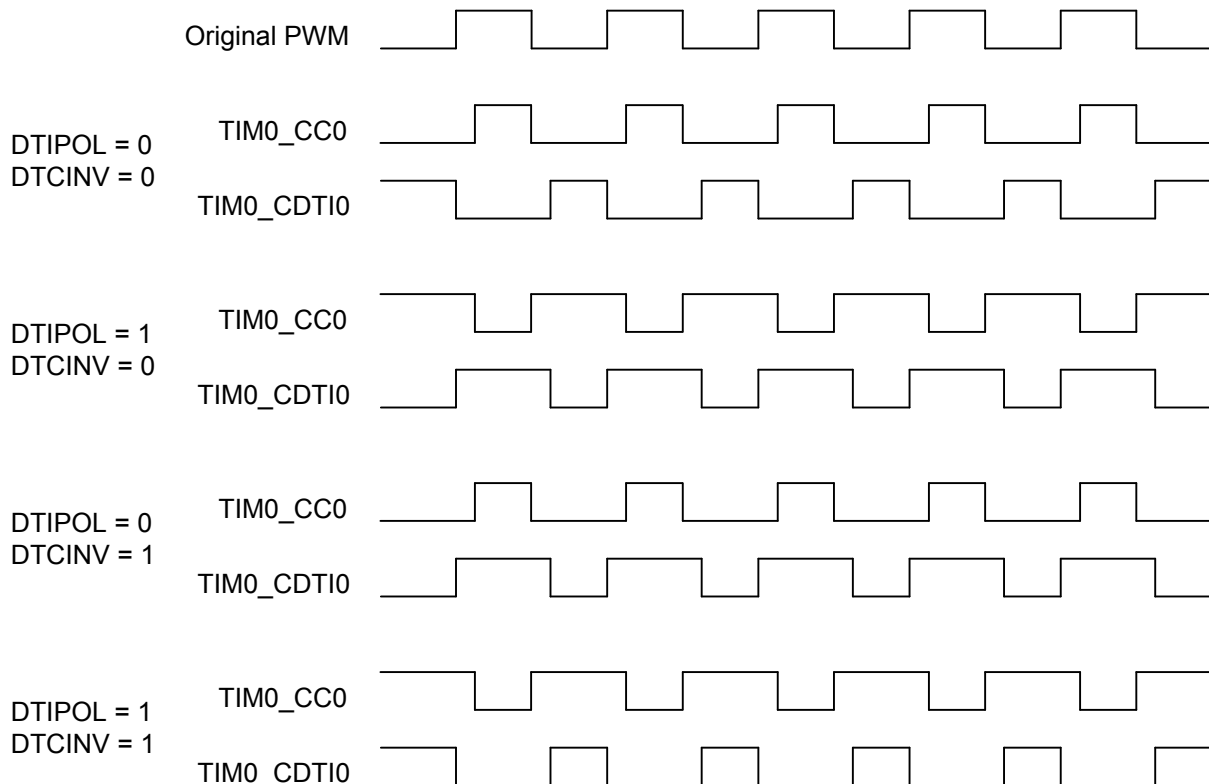 Original PWM
DTIPOL = 0
DTCINV = 0
TIM0_CC0
TIM0_CDTI0
DTIPOL = 1
DTCINV = 0
TIM0_CC0
TIM0_CDTI0
DTIPOL = 0
DTCINV = 1
TIM0_CC0
TIM0_CDTI0
DTIPOL = 1
DTCINV = 1
TIM0_CC0
TIM0_CDTI0